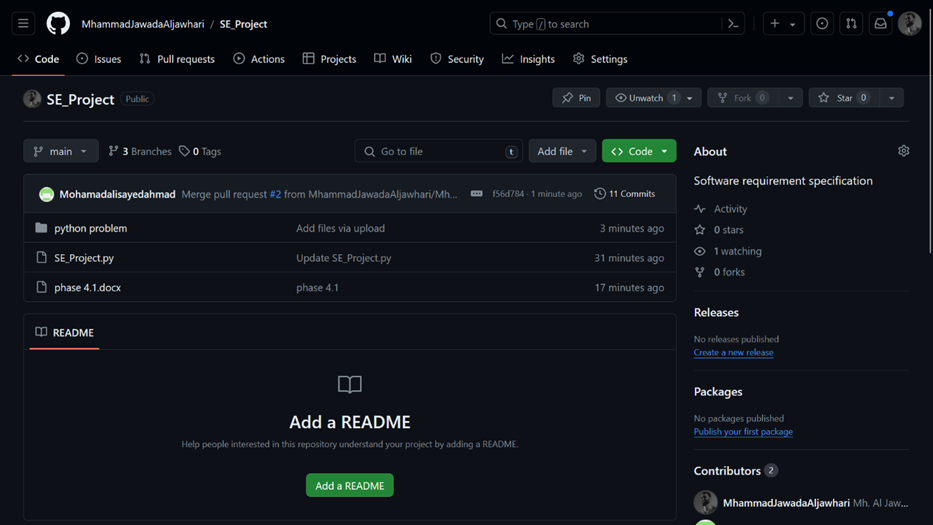 MhammadJawadaAljawhari / SE_Project
Type / to search
Code Issues Pull requests Actions Projects Wiki Security Insights Settings
SE_Project Public
Pin Unwatch 1 Fork 0 Star 0
main 3 Branches 0 Tags Go to file t Add file Code
Mohamadalisayedahmad Merge pull request #2 from MhammadJawadaAljawhari/Mh... f56d784 · 1 minute ago 11 Commits
python problem Add files via upload 3 minutes ago
SE_Project.py Update SE_Project.py 31 minutes ago
phase 4.1.docx phase 4.1 17 minutes ago
README
Add a README
Help people interested in this repository understand your project by adding a README.
Add a README
About
Software requirement specification
Activity
0 stars
1 watching
0 forks
Releases
No releases published
Create a new release
Packages
No packages published
Publish your first package
Contributors 2
MhammadJawadaAljawhari Mh. Al Jaw...